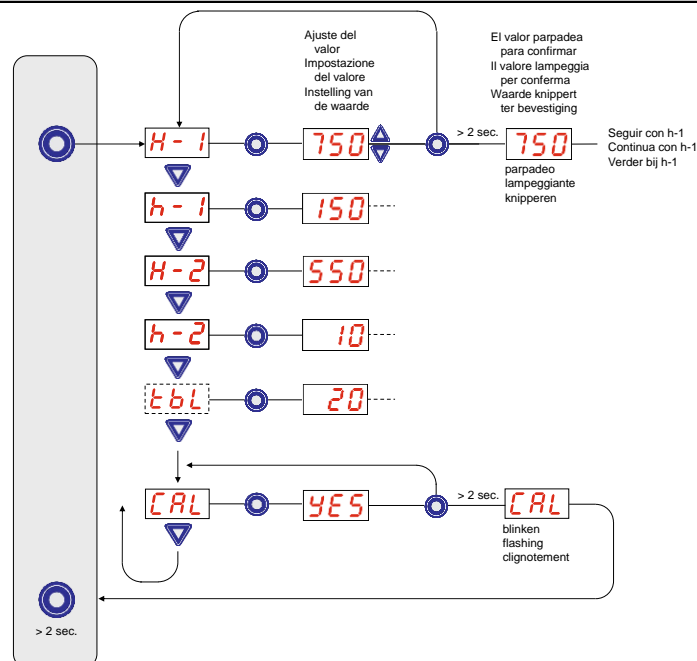 Ajuste del
valor
Impostazione
del valore
Instelling van
de waarde
El valor parpadea
para confirmar
Il valore lampeggia
per conferma
Waarde knippert
ter bevestiging
H-1
750
> 2 sec.
750
Seguir con h-1
Continua con h-1
Verder bij h-1
parpadeo
lampeggiante
knipperen
h-1
150
H-2
550
h-2
10
tbL
20
CAL
YES
> 2 sec.
CAL
blinken
flashing
clignotement
> 2 sec.